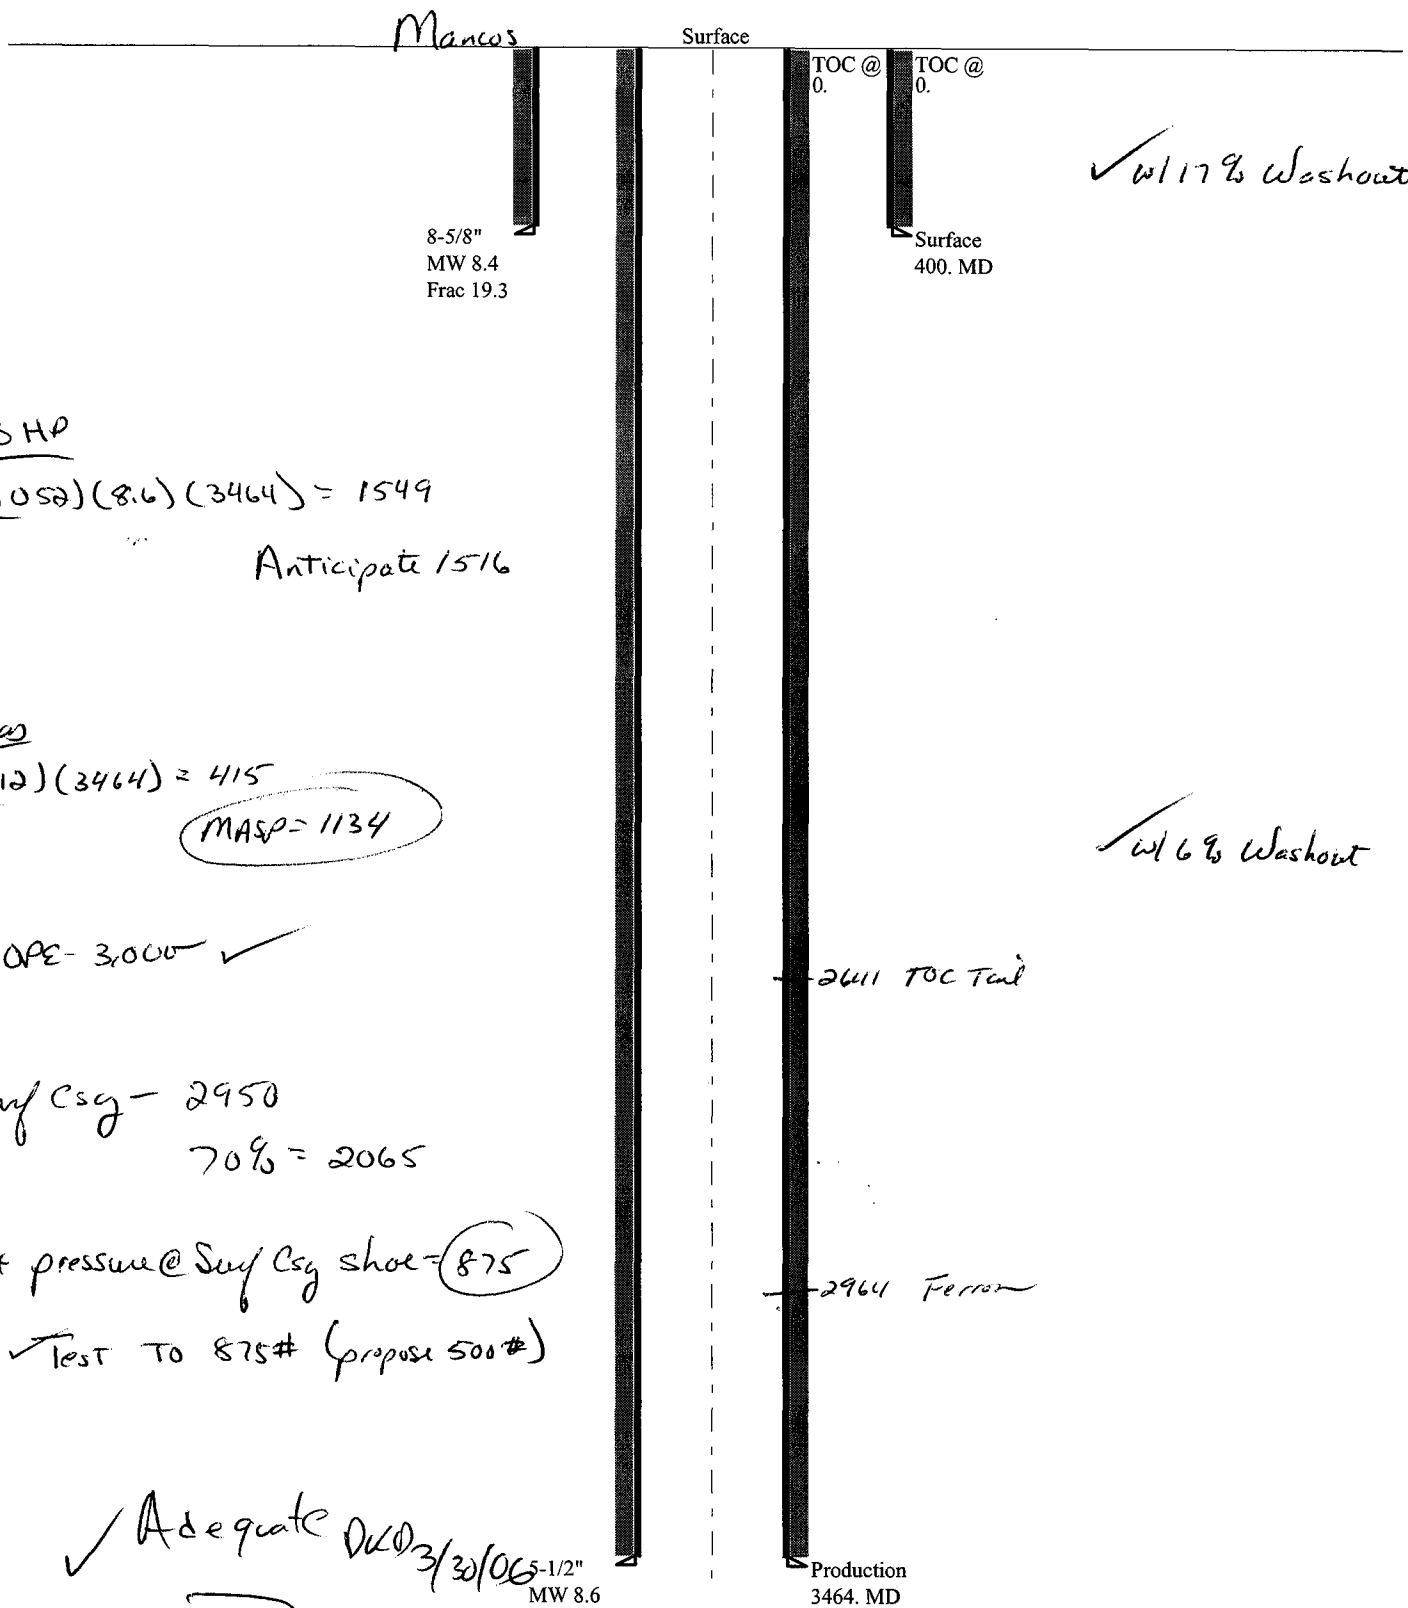 Mancos
Surface
TOC @
0.
TOC @
0.
✓ w/ 17% Washout
8-5/8"
MW 8.4
Frac 19.3
Surface
400. MD
BHP
.052)(8.6)(3464) = 1549
Anticipate 1516
12)(3464) = 415
MASP = 1134
✓ w/ 6% Washout
OPE - 3,000 ✓
2611 TOC Tail
Csg - 2950
70% = 2065
pressure @ Surf Csg shoe = 875
2964 Ferron
✓ Test To 875# (propose 500#)
✓ Adequate DKD 3/30/06
5-1/2"
MW 8.6
Production
3464. MD